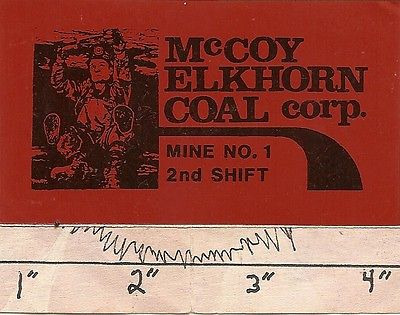 McCOY
ELKHORN
COAL corp.
MINE NO. 1
2nd SHIFT
1" 2" 3" 4"